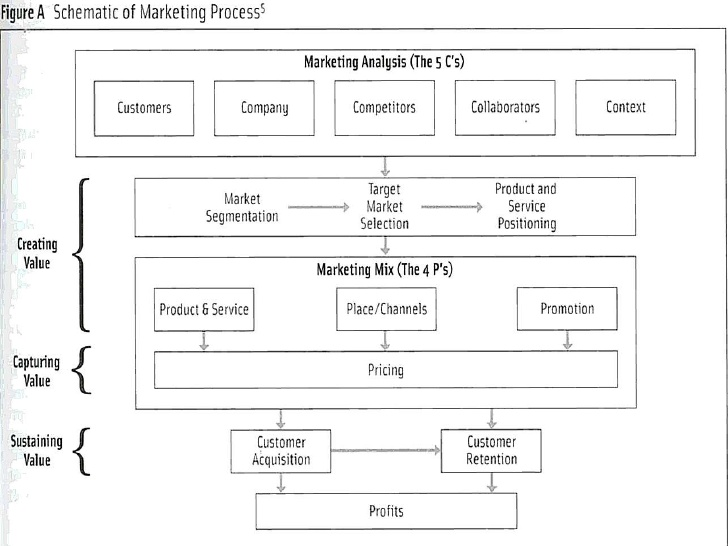 Figure A Schematic of Marketing Process5
Marketing Analysis (The 5 C's)
Customers
Company
Competitors
Collaborators
Context
Market
Segmentation
Target
Market
Selection
Product and
Service
Positioning
Creating
Value
Marketing Mix (The 4 P's)
Product & Service
Place/Channels
Promotion
Capturing
Value
Pricing
Sustaining
Value
Customer
Acquisition
Customer
Retention
Profits